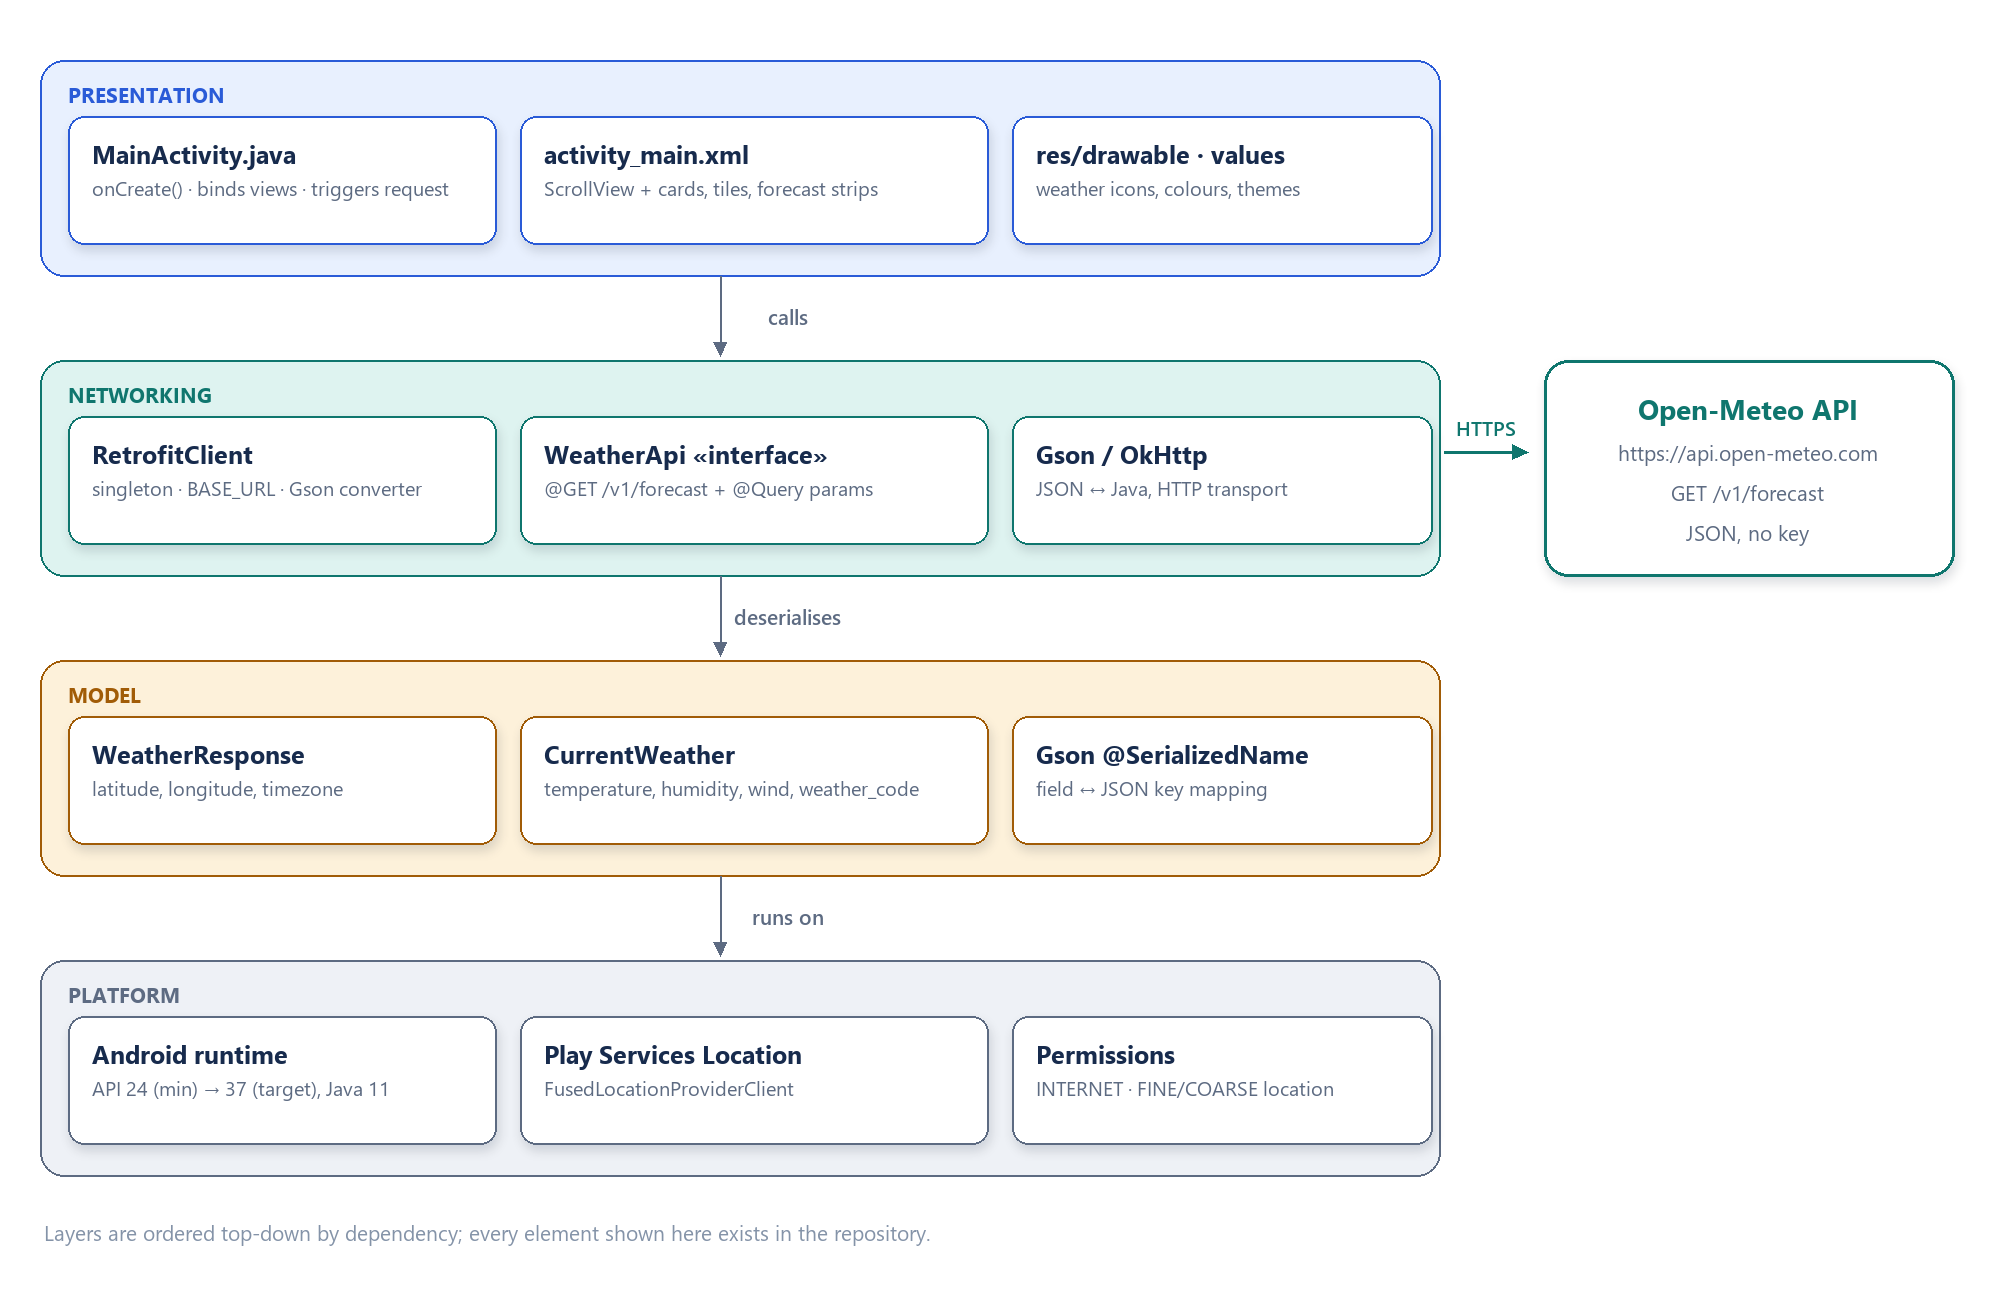 PRESENTATION
MainActivity.java
onCreate() · binds views · triggers request
activity_main.xml
ScrollView + cards, tiles, forecast strips
res/drawable · values
weather icons, colours, themes
calls
NETWORKING
RetrofitClient
singleton · BASE_URL · Gson converter
WeatherApi «interface»
@GET /v1/forecast + @Query params
Gson / OkHttp
JSON ↔ Java, HTTP transport
HTTPS
Open-Meteo API
https://api.open-meteo.com
GET /v1/forecast
JSON, no key
deserialises
MODEL
WeatherResponse
latitude, longitude, timezone
CurrentWeather
temperature, humidity, wind, weather_code
Gson @SerializedName
field ↔ JSON key mapping
runs on
PLATFORM
Android runtime
API 24 (min) → 37 (target), Java 11
Play Services Location
FusedLocationProviderClient
Permissions
INTERNET · FINE/COARSE location
Layers are ordered top-down by dependency; every element shown here exists in the repository.